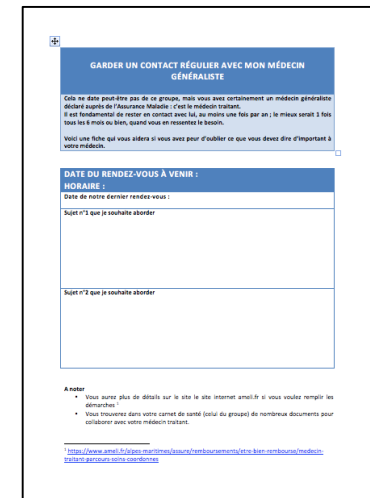 GARDER UN CONTACT RÉGULIER AVEC MON MÉDECIN
GÉNÉRALISTE
Cela ne date peut-être pas de ce groupe, mais vous avez certainement un médecin généraliste
déclaré auprès de l'Assurance Maladie : c'est le médecin traitant.
Il est fondamental de rester en contact avec lui, au moins une fois par an ; le mieux serait 1 fois
tous les 6 mois ou bien, quand vous en ressentez le besoin.
Voici une fiche qui vous aidera si vous avez peur d'oublier ce que vous devez dire d'important à
votre médecin.
DATE DU RENDEZ-VOUS À VENIR :
HORAIRE :
Date de notre dernier rendez-vous :
Sujet n°1 que je souhaite aborder
Sujet n°2 que je souhaite aborder
A noter
• Vous aurez plus de détails sur le site le site internet ameli.fr si vous voulez remplir les
démarches 1
• Vous trouverez dans votre carnet de santé (celui du groupe) de nombreux documents pour
collaborer avec votre médecin traitant.
1 https://www.ameli.fr/alpes-maritimes/assure/remboursements/etre-bien-rembourse/medecin-
traitant-parcours-soins-coordonnes